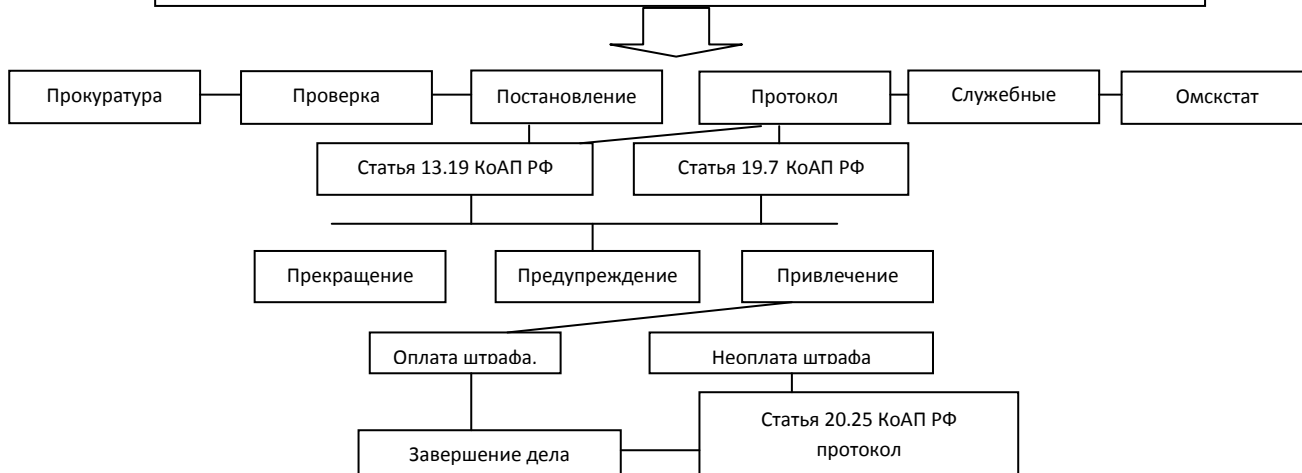 Прокуратура
Проверка
Постановление
Протокол
Служебные
Омскстат
Статья 13.19 КоАП РФ
Статья 19.7 КоАП РФ
Прекращение
Предупреждение
Привлечение
Оплата штрафа.
Неоплата штрафа
Статья 20.25 КоАП РФ
протокол
Завершение дела